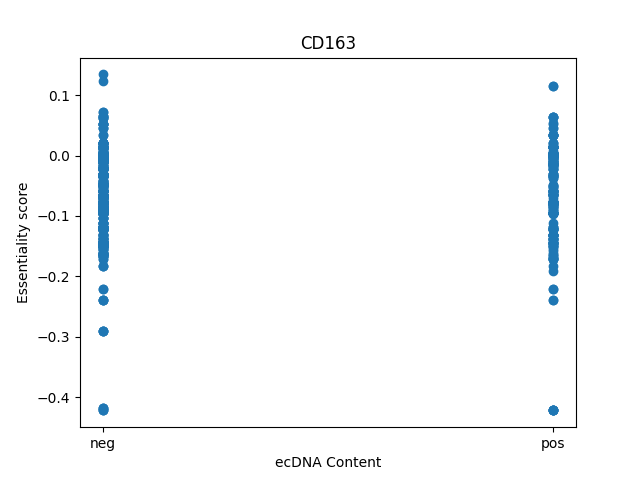 CD163
Essentiality score
0.1
0.0
−0.1
−0.2
−0.3
−0.4
neg
pos
ecDNA Content